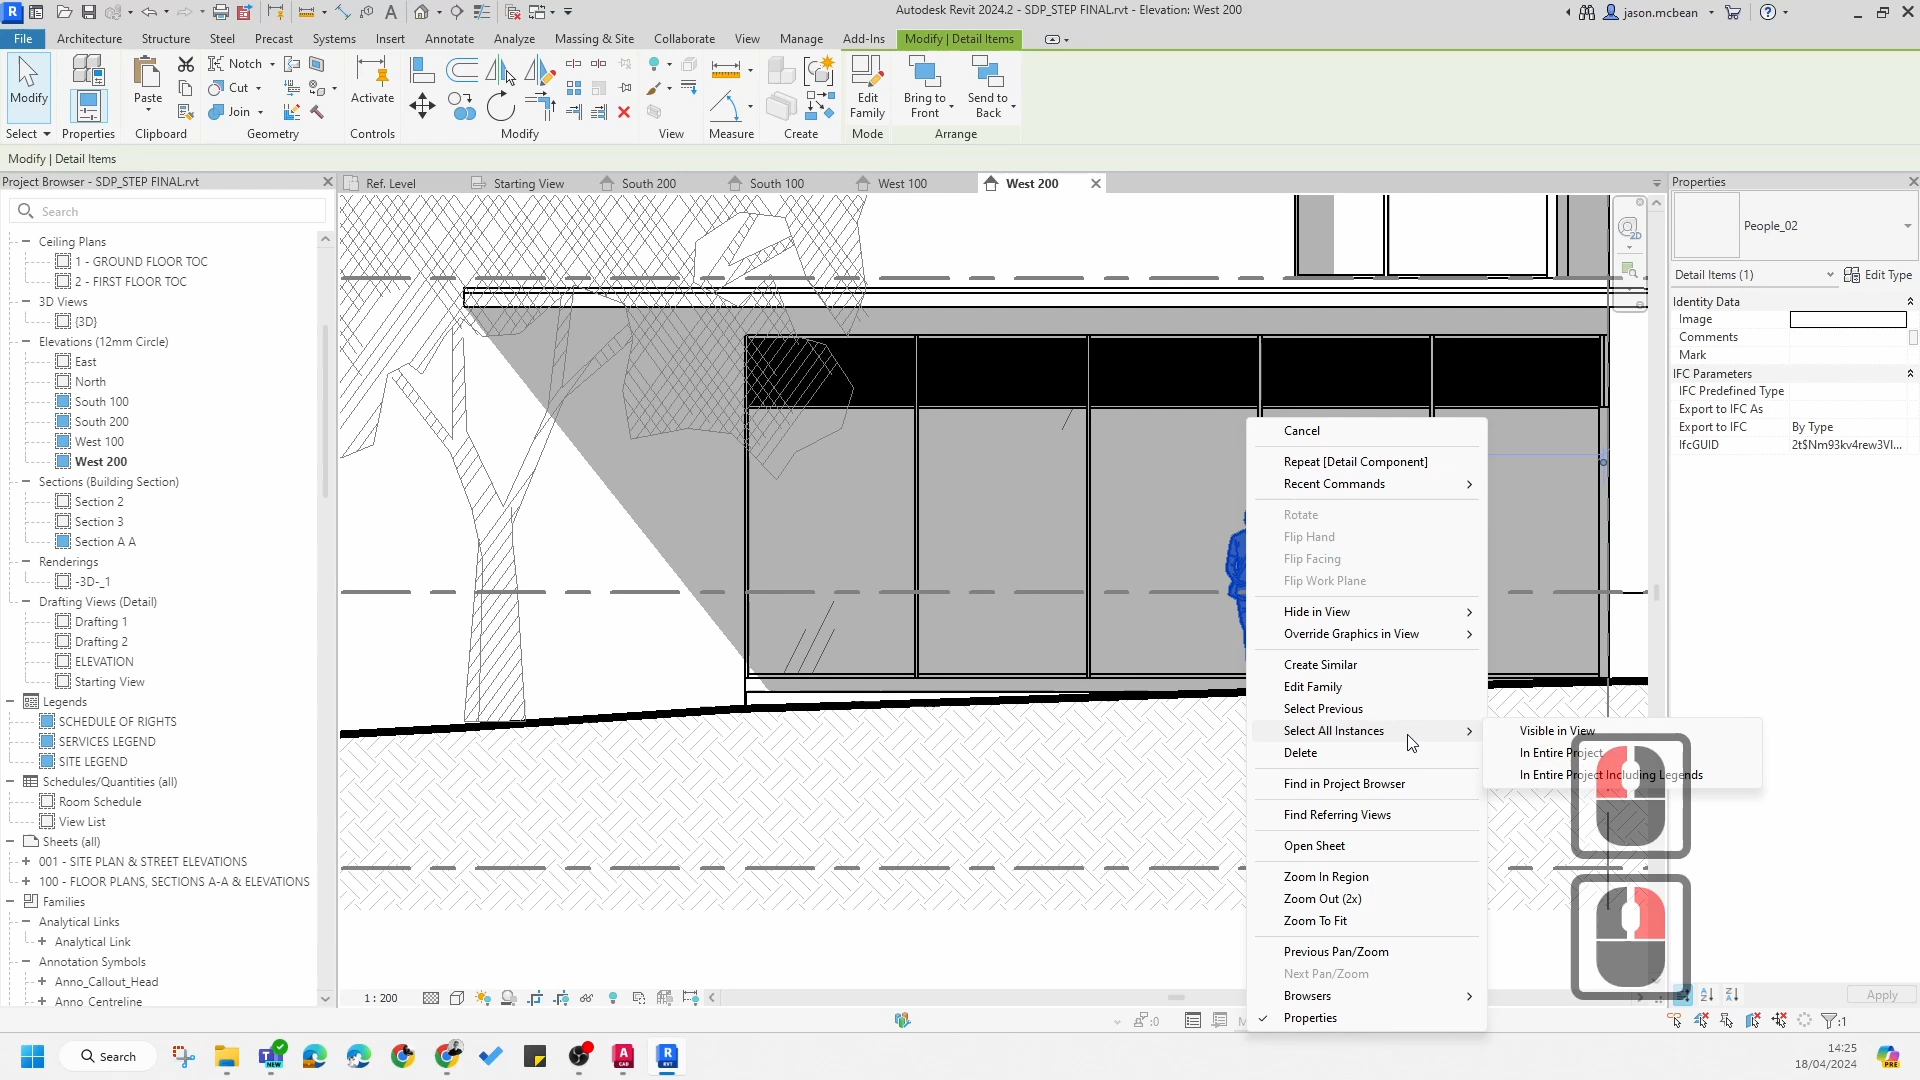 Autodesk Revit 2024.2 - SDP_STEP FINAL.rvt - Elevation: West 200
jason.mcbean
File Architecture Structure Steel Precast Systems Insert Annotate Analyze Massing & Site Collaborate View Manage Add-Ins Modify | Detail Items
Modify Paste Notch Cut Join Activate Edit Family Bring to Front Send to Back
Select Properties Clipboard Geometry Controls Modify View Measure Create Mode Arrange
Modify | Detail Items
Project Browser - SDP_STEP FINAL.rvt
Search
Ceiling Plans
1 - GROUND FLOOR TOC
2 - FIRST FLOOR TOC
3D Views
{3D}
Elevations (12mm Circle)
East
North
South 100
South 200
West 100
West 200
Sections (Building Section)
Section 2
Section 3
Section A A
Renderings
-3D-_1
Drafting Views (Detail)
Drafting 1
Drafting 2
ELEVATION
Starting View
Legends
SCHEDULE OF RIGHTS
SERVICES LEGEND
SITE LEGEND
Schedules/Quantities (all)
Room Schedule
View List
Sheets (all)
001 - SITE PLAN & STREET ELEVATIONS
100 - FLOOR PLANS, SECTIONS A-A & ELEVATIONS
Families
Analytical Links
Analytical Link
Annotation Symbols
Anno_Callout_Head
Anno_Centreline
Ref. Level Starting View South 200 South 100 West 100 West 200
2D
Cancel
Repeat [Detail Component]
Recent Commands
Rotate
Flip Hand
Flip Facing
Flip Work Plane
Hide in View
Override Graphics in View
Create Similar
Edit Family
Select Previous
Select All Instances
Delete
Find in Project Browser
Find Referring Views
Open Sheet
Zoom In Region
Zoom Out (2x)
Zoom To Fit
Previous Pan/Zoom
Next Pan/Zoom
Browsers
Properties
Visible in View
In Entire Project
In Entire Project Including Legends
Properties
People_02
Detail Items (1) Edit Type
Identity Data
Image
Comments
Mark
IFC Parameters
IFC Predefined Type
Export to IFC As
Export to IFC By Type
IfcGUID 2t$Nm93kv4rew3VI...
Apply
1 : 200
:0
:1
Search
14:25
18/04/2024